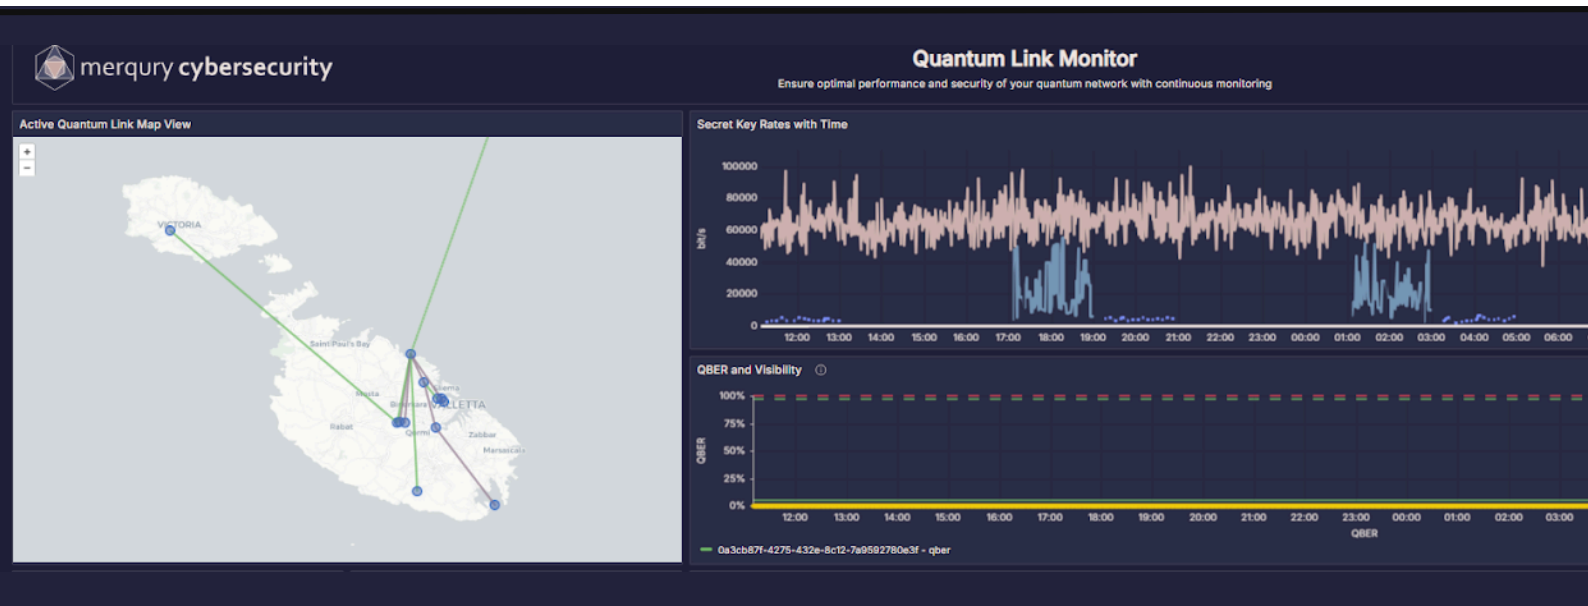 merqury cybersecurity
Quantum Link Monitor
Ensure optimal performance and security of your quantum network with continuous monitoring
Active Quantum Link Map View
+
−
VICTORIA
Saint Paul's Bay
Mosta
Sliema
VALLETTA
Rabat
Qormi
Zabbar
Marsascala
Secret Key Rates with Time
100000
80000
60000
40000
20000
0
bit/s
12:00 13:00 14:00 15:00 16:00 17:00 18:00 19:00 20:00 21:00 22:00 23:00 00:00 01:00 02:00 03:00 04:00 05:00 06:00
QBER and Visibility
100%
75%
50%
25%
0%
QBER
12:00 13:00 14:00 15:00 16:00 17:00 18:00 19:00 20:00 21:00 22:00 23:00 00:00 01:00 02:00 03:00
QBER
0a3cb87f-4275-432e-8c12-7a9592780e3f - qber